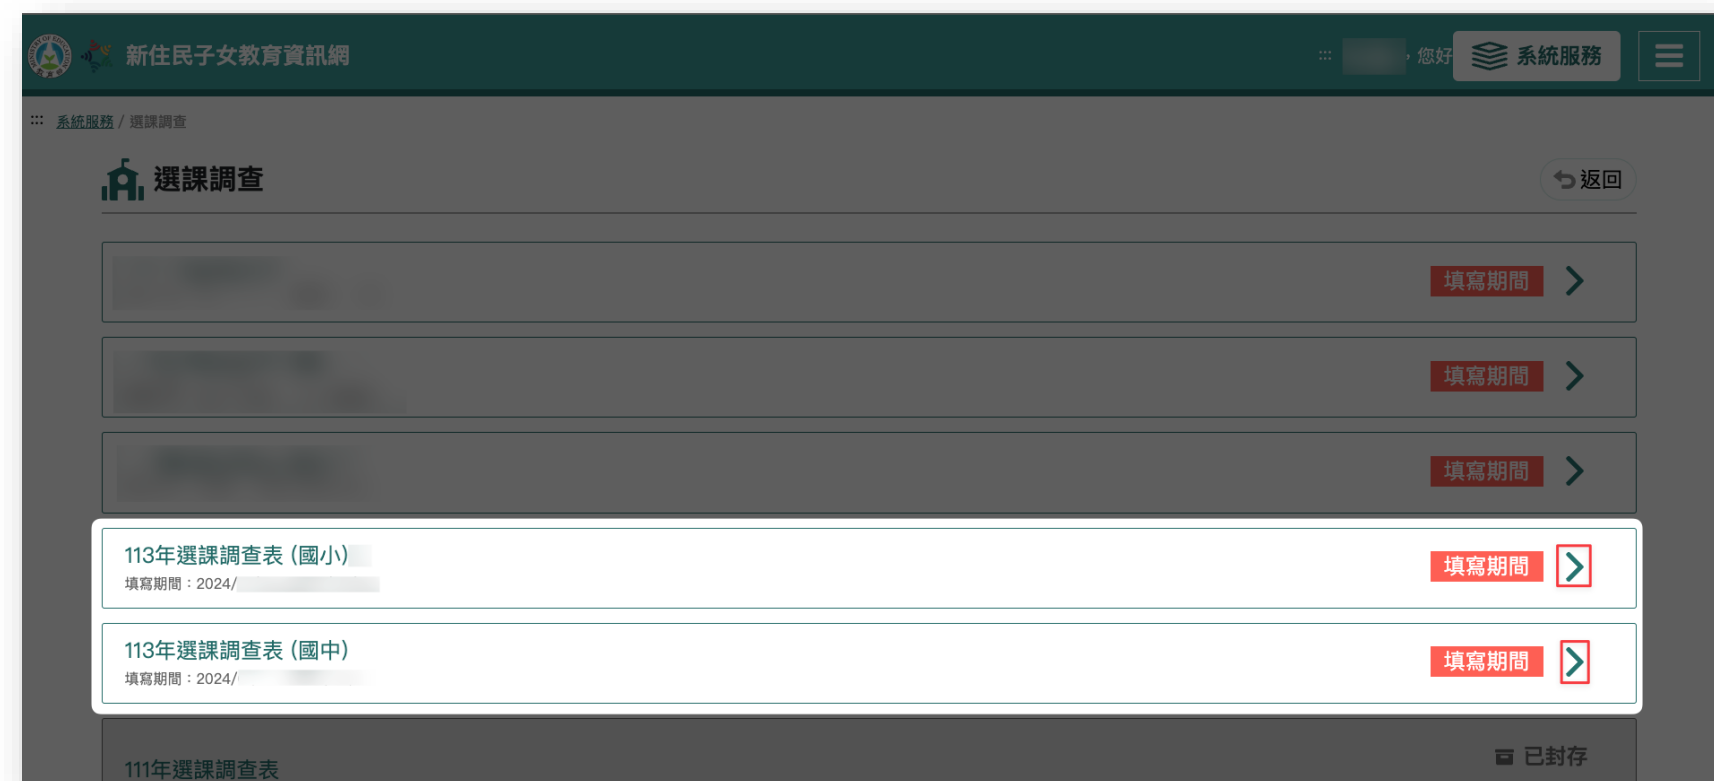 新住民子女教育資訊網
:::
，您好
系統服務
::: 系統服務 / 選課調查
選課調查
返回
填寫期間
填寫期間
填寫期間
113年選課調查表 (國小)
填寫期間：2024/
填寫期間
113年選課調查表 (國中)
填寫期間：2024/
填寫期間
已封存
111年選課調查表